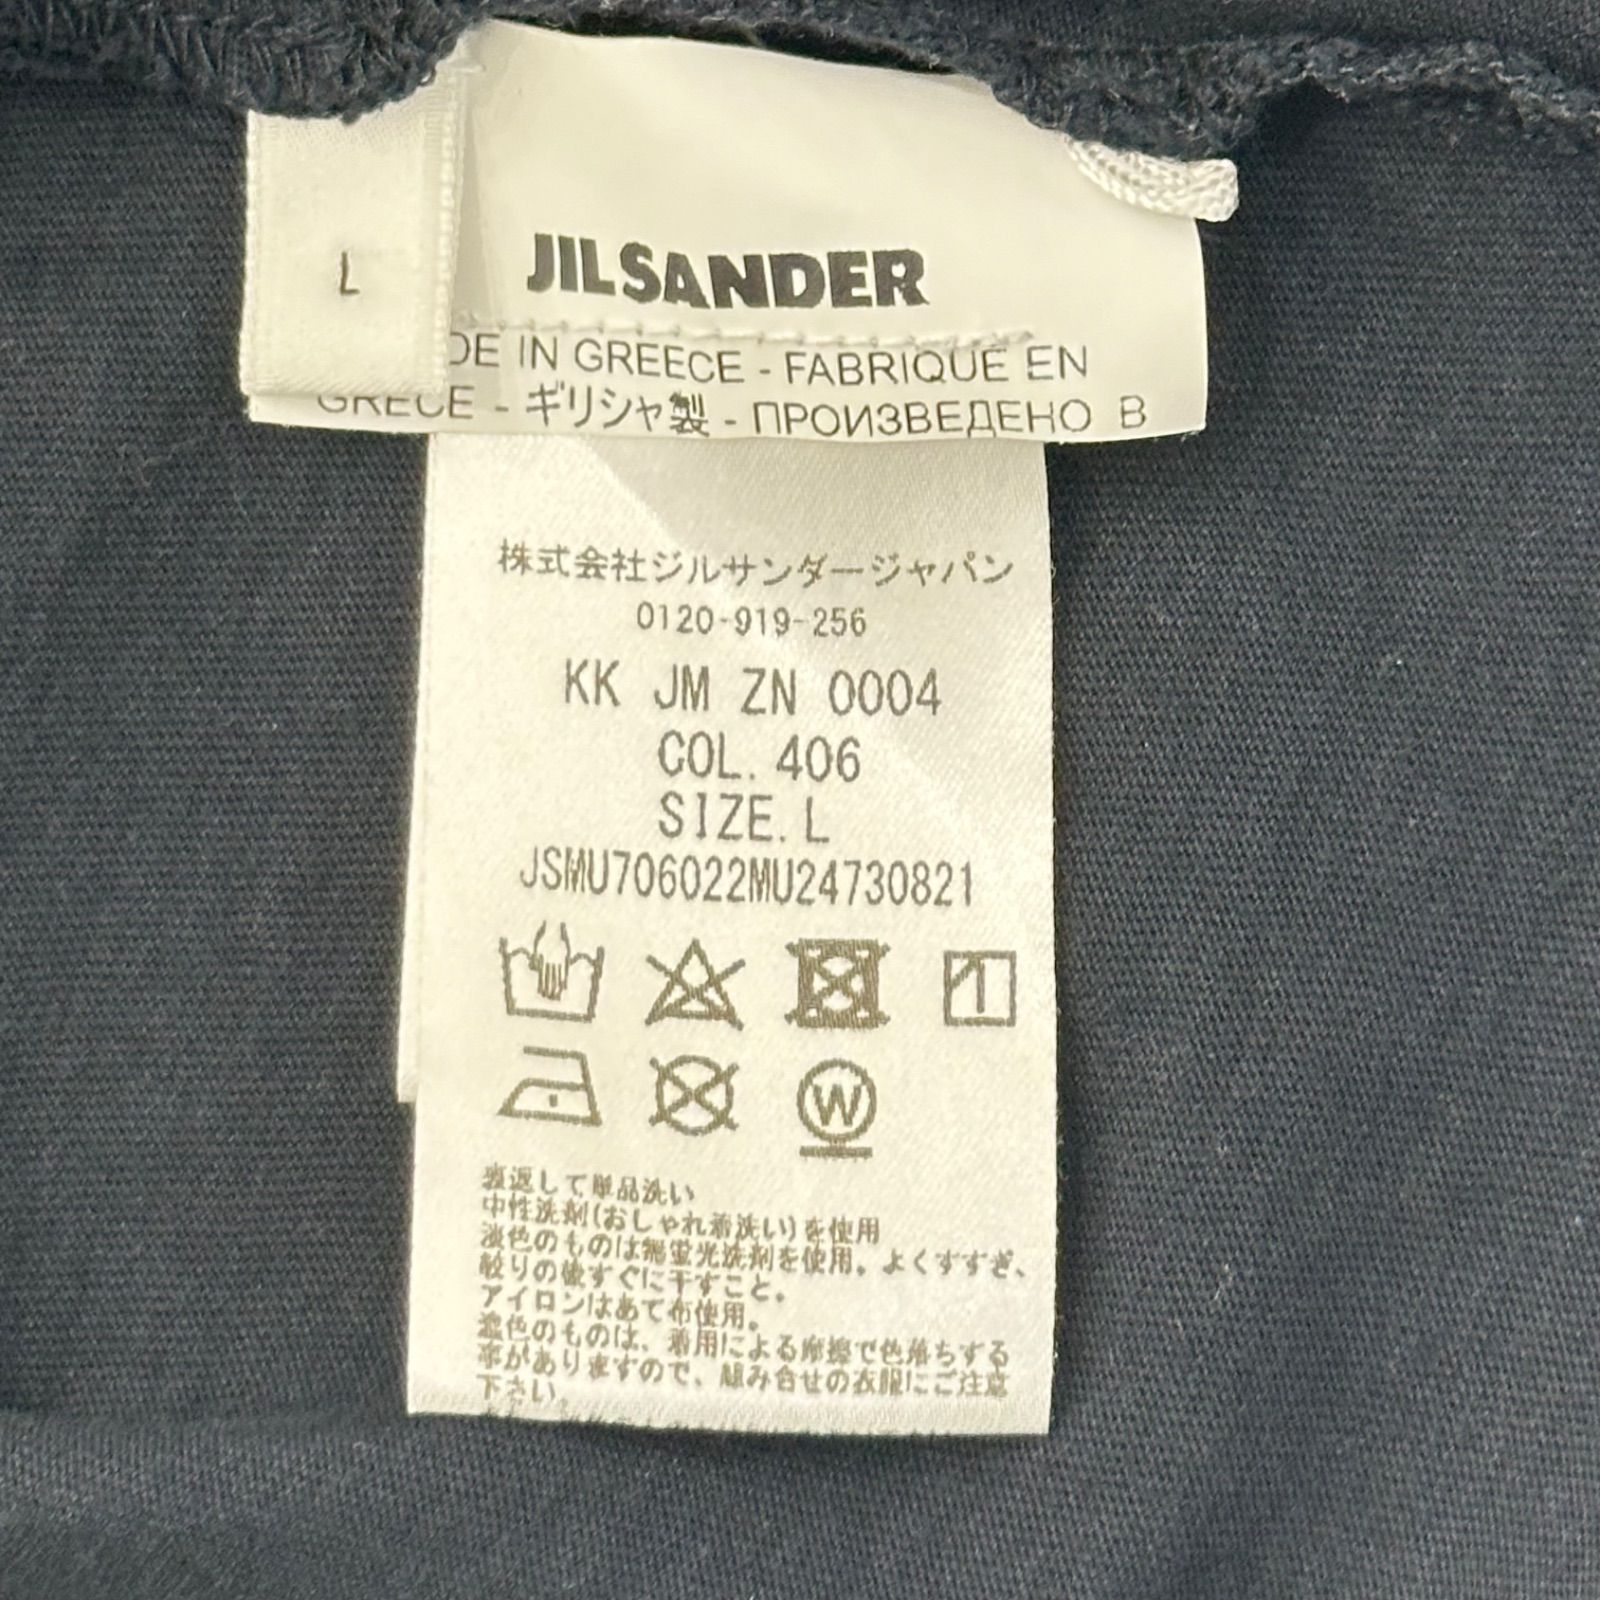 L
JILSANDER
DE IN GREECE - FABRIQUE EN
GRECE - ギリシャ製 - ПРОИЗВЕДЕНО В
株式会社ジルサンダージャパン
0120-919-256
KK JM ZN 0004
COL. 406
SIZE. L
JSMU706022MU24730821
W
裏返して単品洗い
中性洗剤(おしゃれ着洗い)を使用
淡色のものは無蛍光洗剤を使用。よくすすぎ、
絞りの後すぐに干すこと。
アイロンはあて布使用。
濃色のものは、着用による摩擦で色落ちする
事がありますので、組み合せの衣服にご注意
下さい。